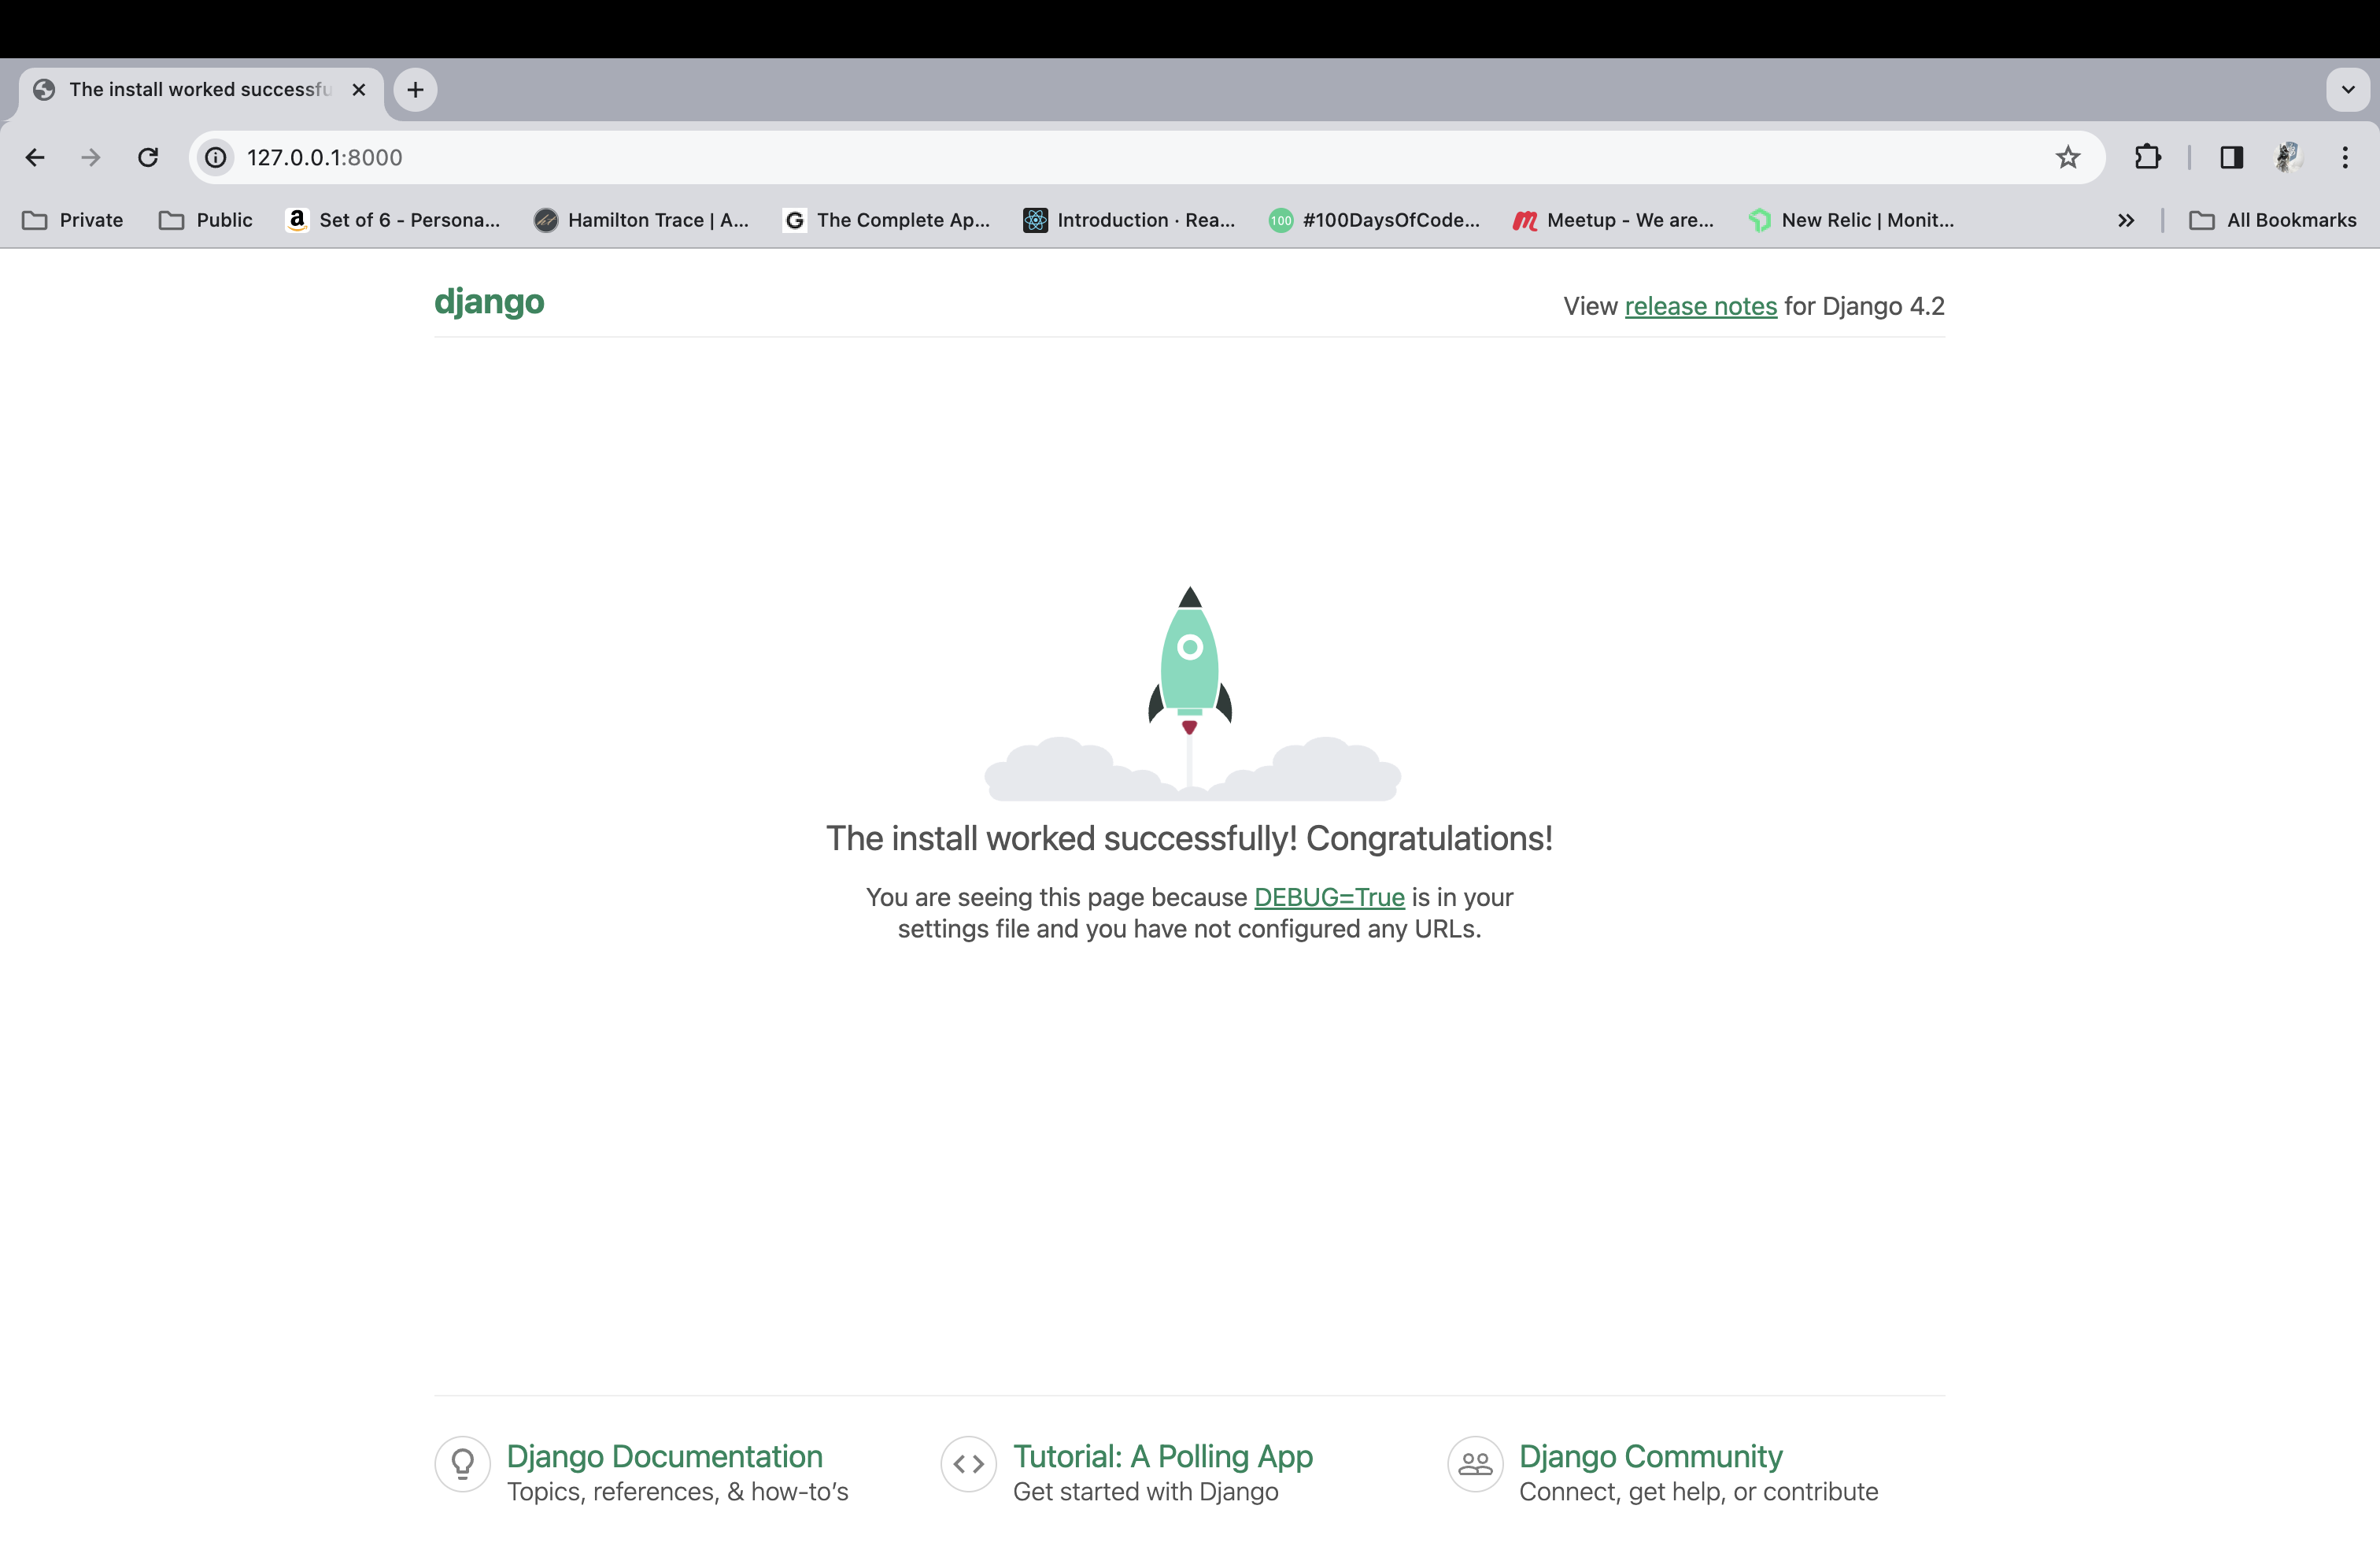 The install worked successfu
127.0.0.1:8000
Private
Public
a
Set of 6 - Persona...
Hamilton Trace | A...
G
The Complete Ap...
Introduction · Rea...
100
#100DaysOfCode...
m
Meetup - We are...
New Relic | Monit...
All Bookmarks
django
View release notes for Django 4.2
The install worked successfully! Congratulations!
You are seeing this page because DEBUG=True is in your
settings file and you have not configured any URLs.
Django Documentation
Topics, references, & how-to’s
Tutorial: A Polling App
Get started with Django
Django Community
Connect, get help, or contribute